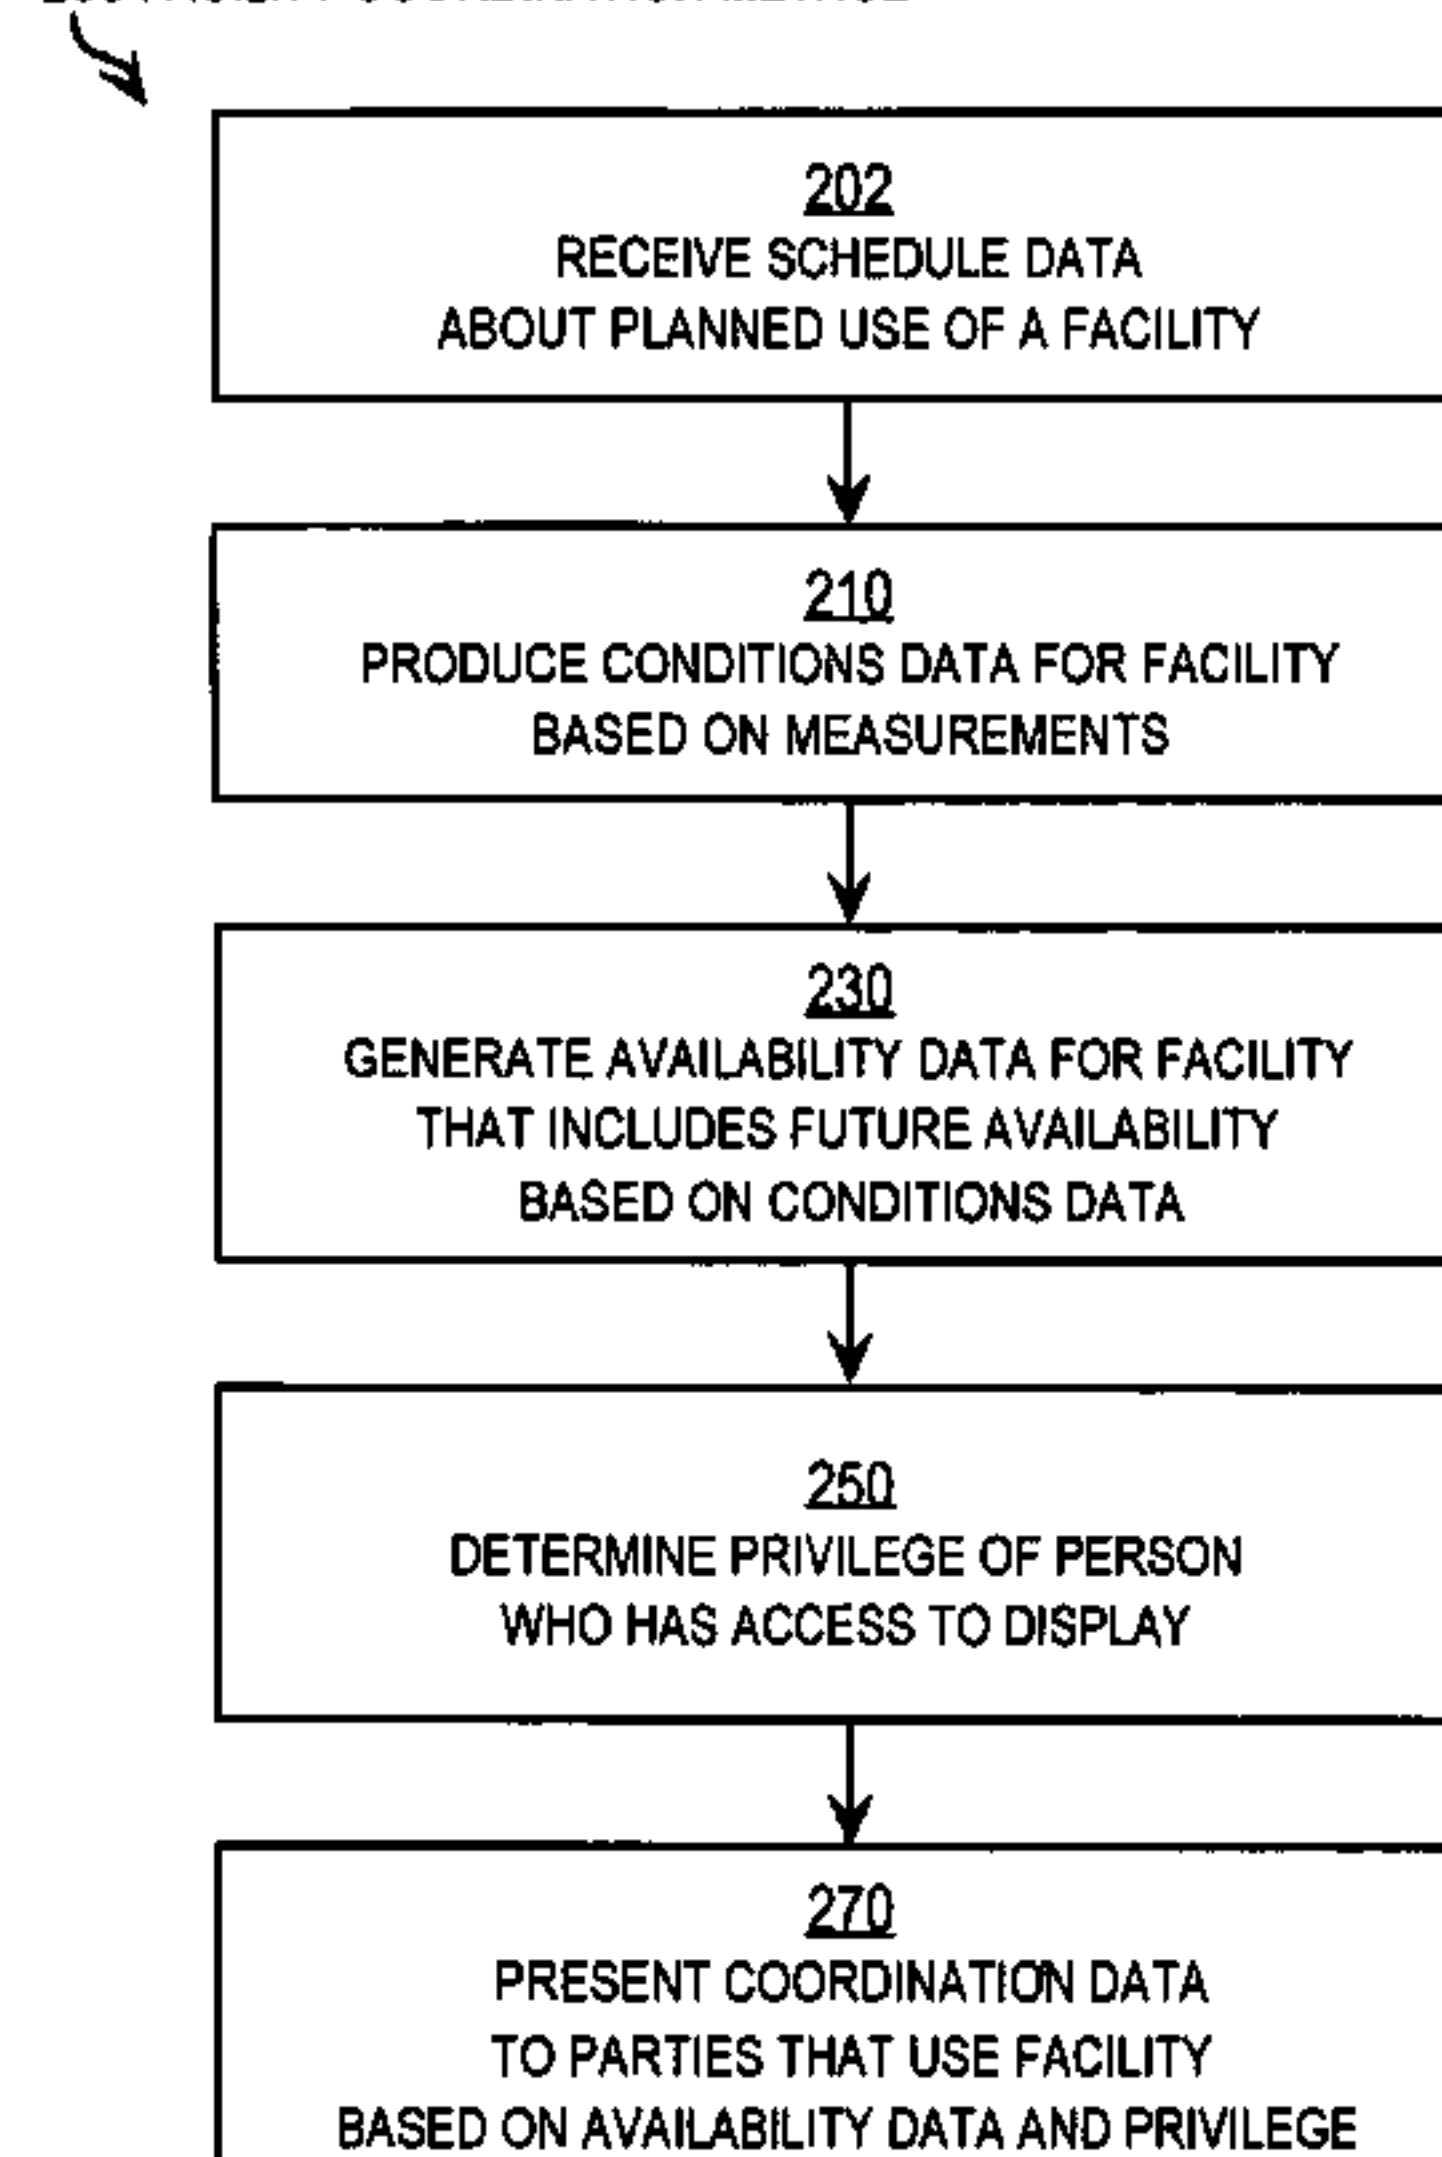 202
RECEIVE SCHEDULE DATA
ABOUT PLANNED USE OF A FACILITY
210
PRODUCE CONDITIONS DATA FOR FACILITY
BASED ON MEASUREMENTS
230
GENERATE AVAILABILITY DATA FOR FACILITY
THAT INCLUDES FUTURE AVAILABILITY
BASED ON CONDITIONS DATA
250
DETERMINE PRIVILEGE OF PERSON
WHO HAS ACCESS TO DISPLAY
270
PRESENT COORDINATION DATA
TO PARTIES THAT USE FACILITY
BASED ON AVAILABILITY DATA AND PRIVILEGE